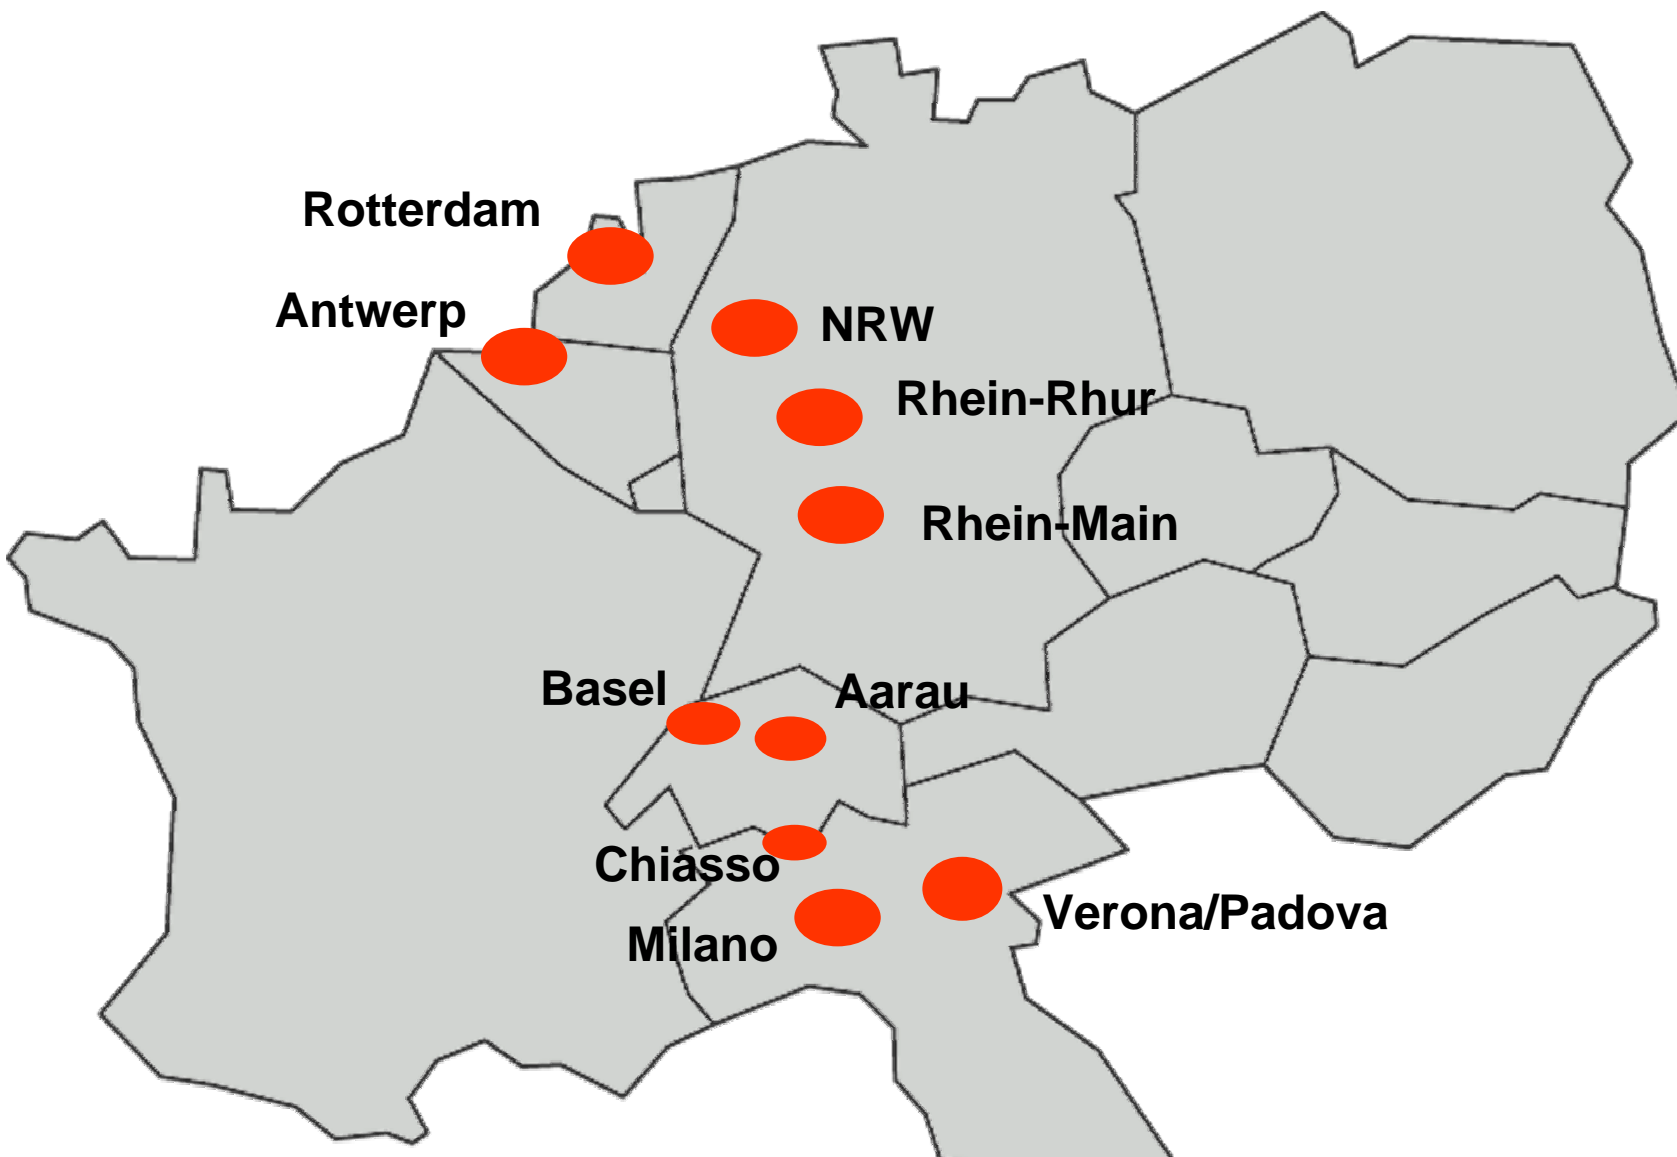 Rotterdam
Antwerp
NRW
Rhein-Rhur
Rhein-Main
Basel
Aarau
Chiasso
Verona/Padova
Milano